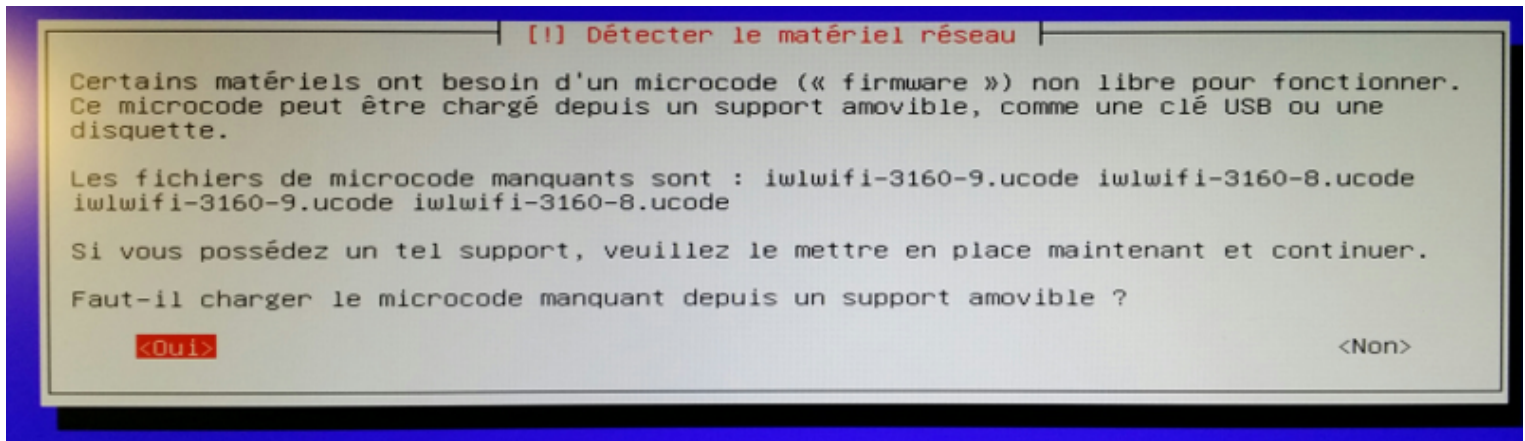 [!] Détecter le matériel réseau
Certains matériels ont besoin d'un microcode (« firmware ») non libre pour fonctionner.
Ce microcode peut être chargé depuis un support amovible, comme une clé USB ou une
disquette.
Les fichiers de microcode manquants sont : iwlwifi-3160-9.ucode iwlwifi-3160-8.ucode
iwlwifi-3160-9.ucode iwlwifi-3160-8.ucode
Si vous possédez un tel support, veuillez le mettre en place maintenant et continuer.
Faut-il charger le microcode manquant depuis un support amovible ?
<Oui> <Non>